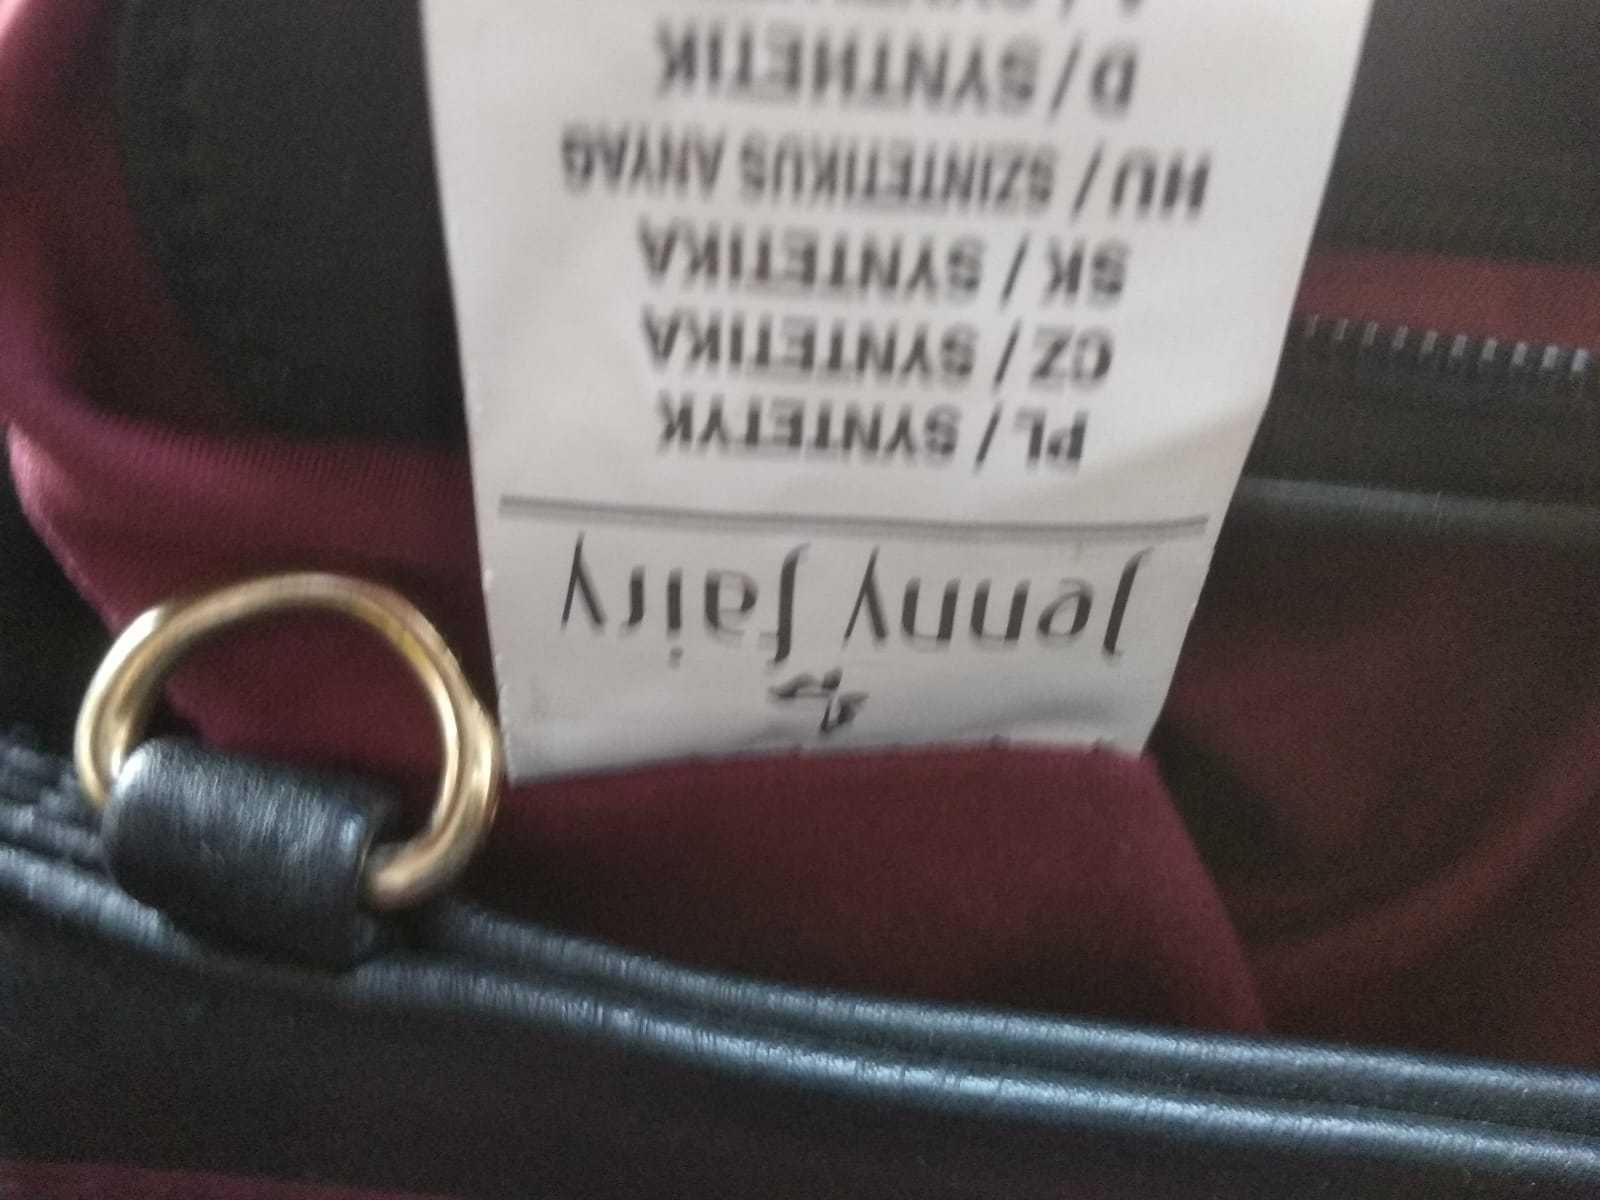 jenny fairy
PL / SYNTETYK
CZ / SYNTETIKA
SK / SYNTETIKA
HU / SZINTETIKUS ANYAG
D / SYNTHETIK